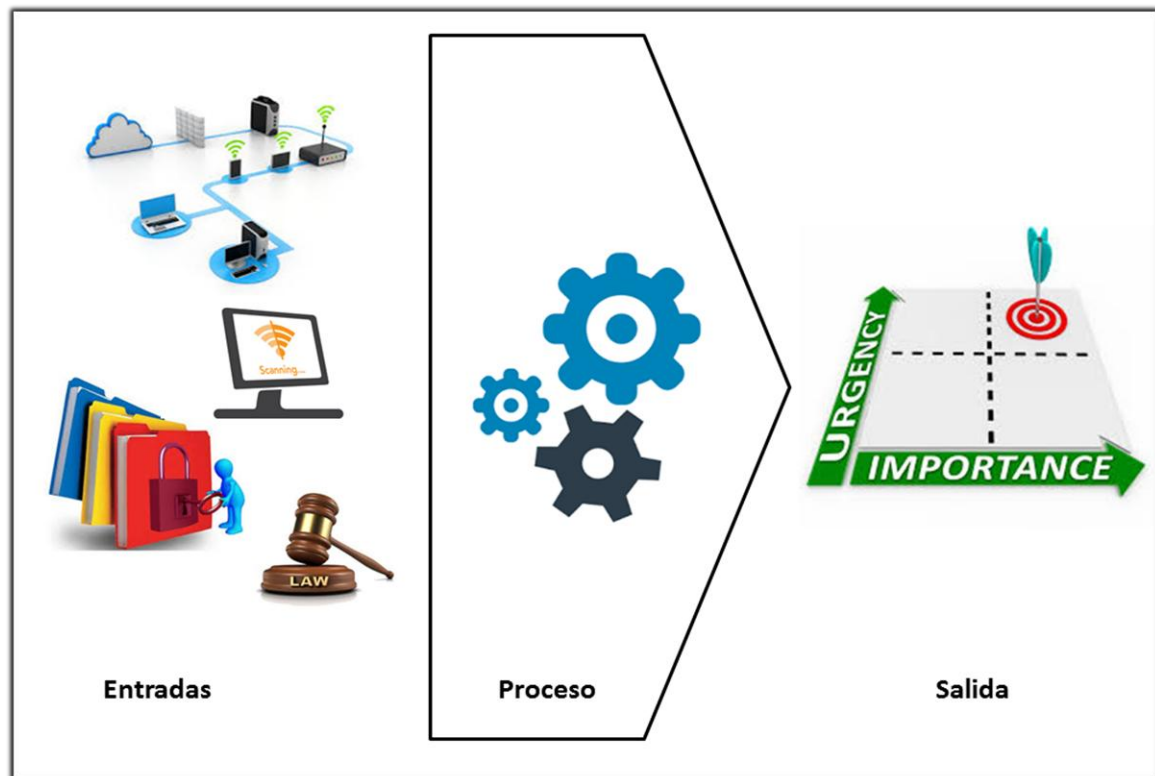 Scanning...
LAW
URGENCY
IMPORTANCE
Entradas
Proceso
Salida